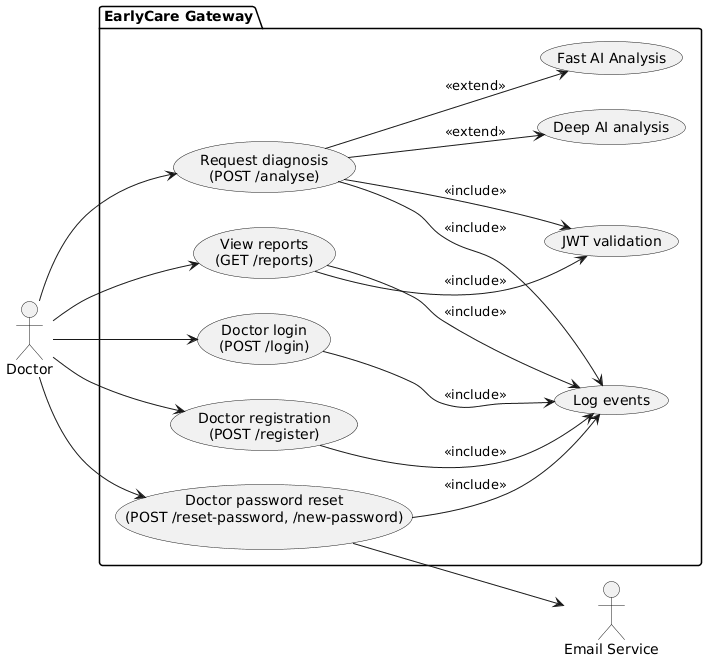 EarlyCare Gateway
Fast AI Analysis
«extend»
Deep AI analysis
«extend»
Request diagnosis
(POST /analyse)
«include»
«include»
JWT validation
View reports
(GET /reports)
«include»
«include»
Doctor login
(POST /login)
Doctor
«include»
Log events
Doctor registration
(POST /register)
«include»
«include»
Doctor password reset
(POST /reset-password, /new-password)
Email Service